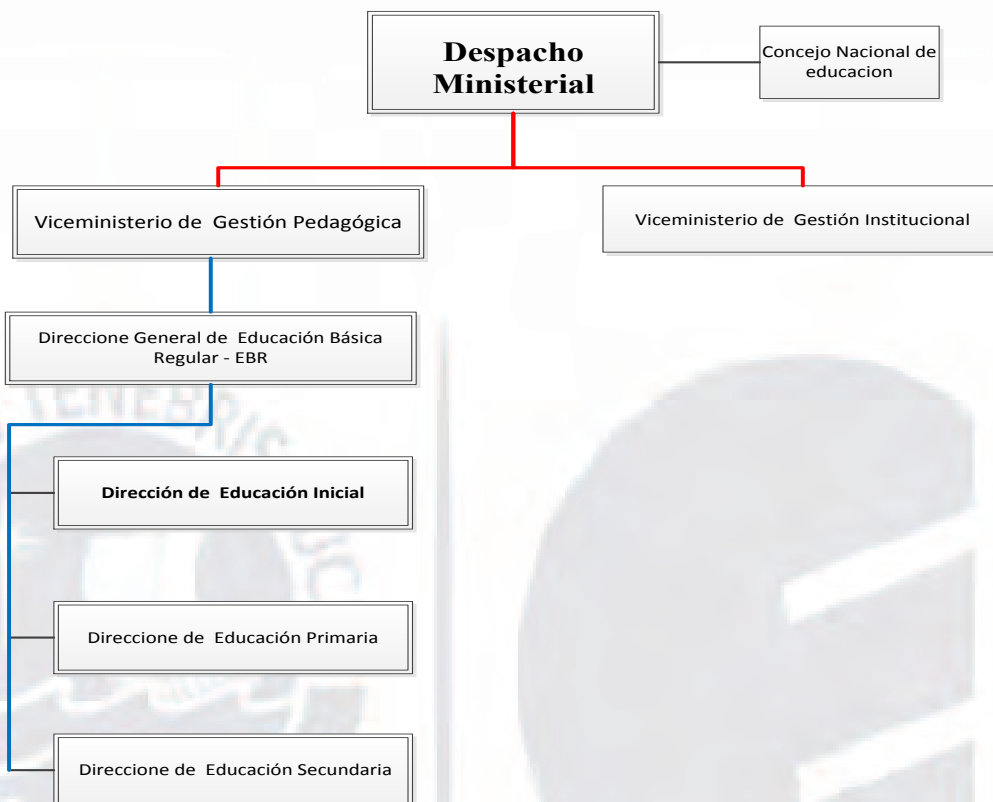 Despacho
Ministerial
Concejo Nacional de
educacion
Viceministerio de  Gestión Pedagógica
Viceministerio de  Gestión Institucional
Direccione General de  Educación Básica
Regular - EBR
TENEBRIS
Dirección de  Educación Inicial
Direccione de  Educación Primaria
Direccione de  Educación Secundaria